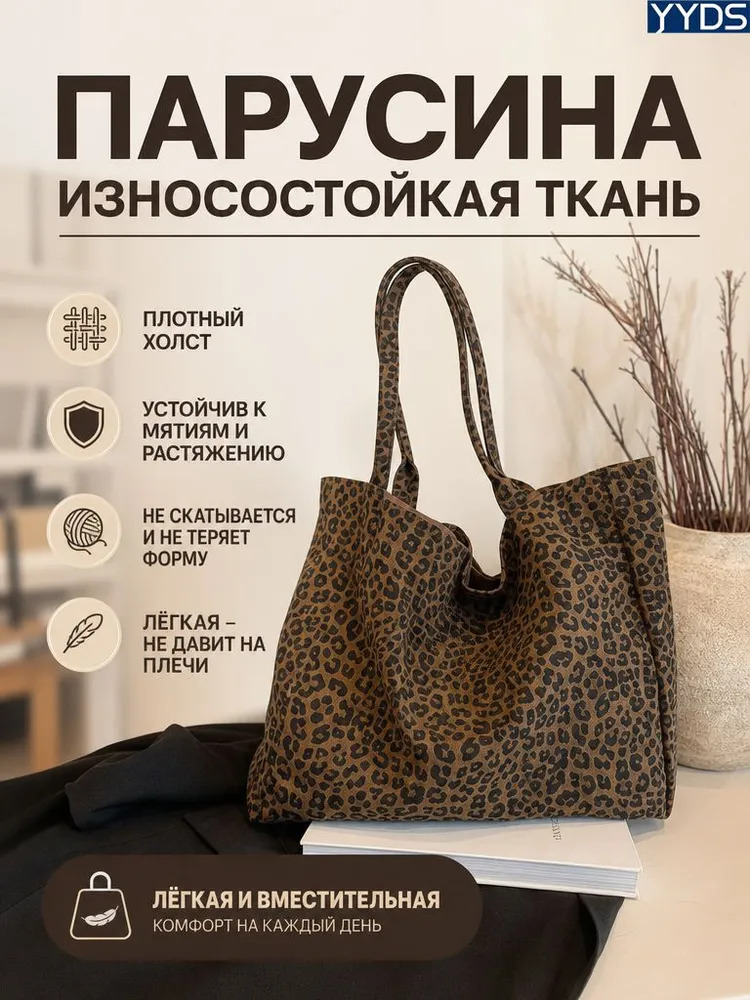 YYDS
ПАРУСИНА
ИЗНОСОСТОЙКАЯ ТКАНЬ
ПЛОТНЫЙ
ХОЛСТ
УСТОЙЧИВ К
МЯТИЯМ И
РАСТЯЖЕНИЮ
НЕ СКАТЫВАЕТСЯ
И НЕ ТЕРЯЕТ
ФОРМУ
ЛЁГКАЯ –
НЕ ДАВИТ НА
ПЛЕЧИ
ЛЁГКАЯ И ВМЕСТИТЕЛЬНАЯ
КОМФОРТ НА КАЖДЫЙ ДЕНЬ